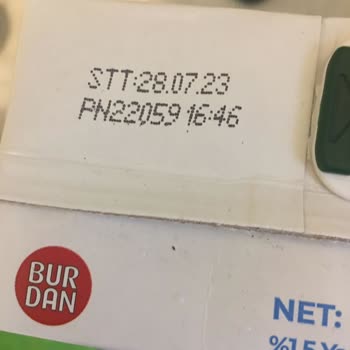 STT:28.07.23
PN22059 16:46
BUR
DAN
NET: